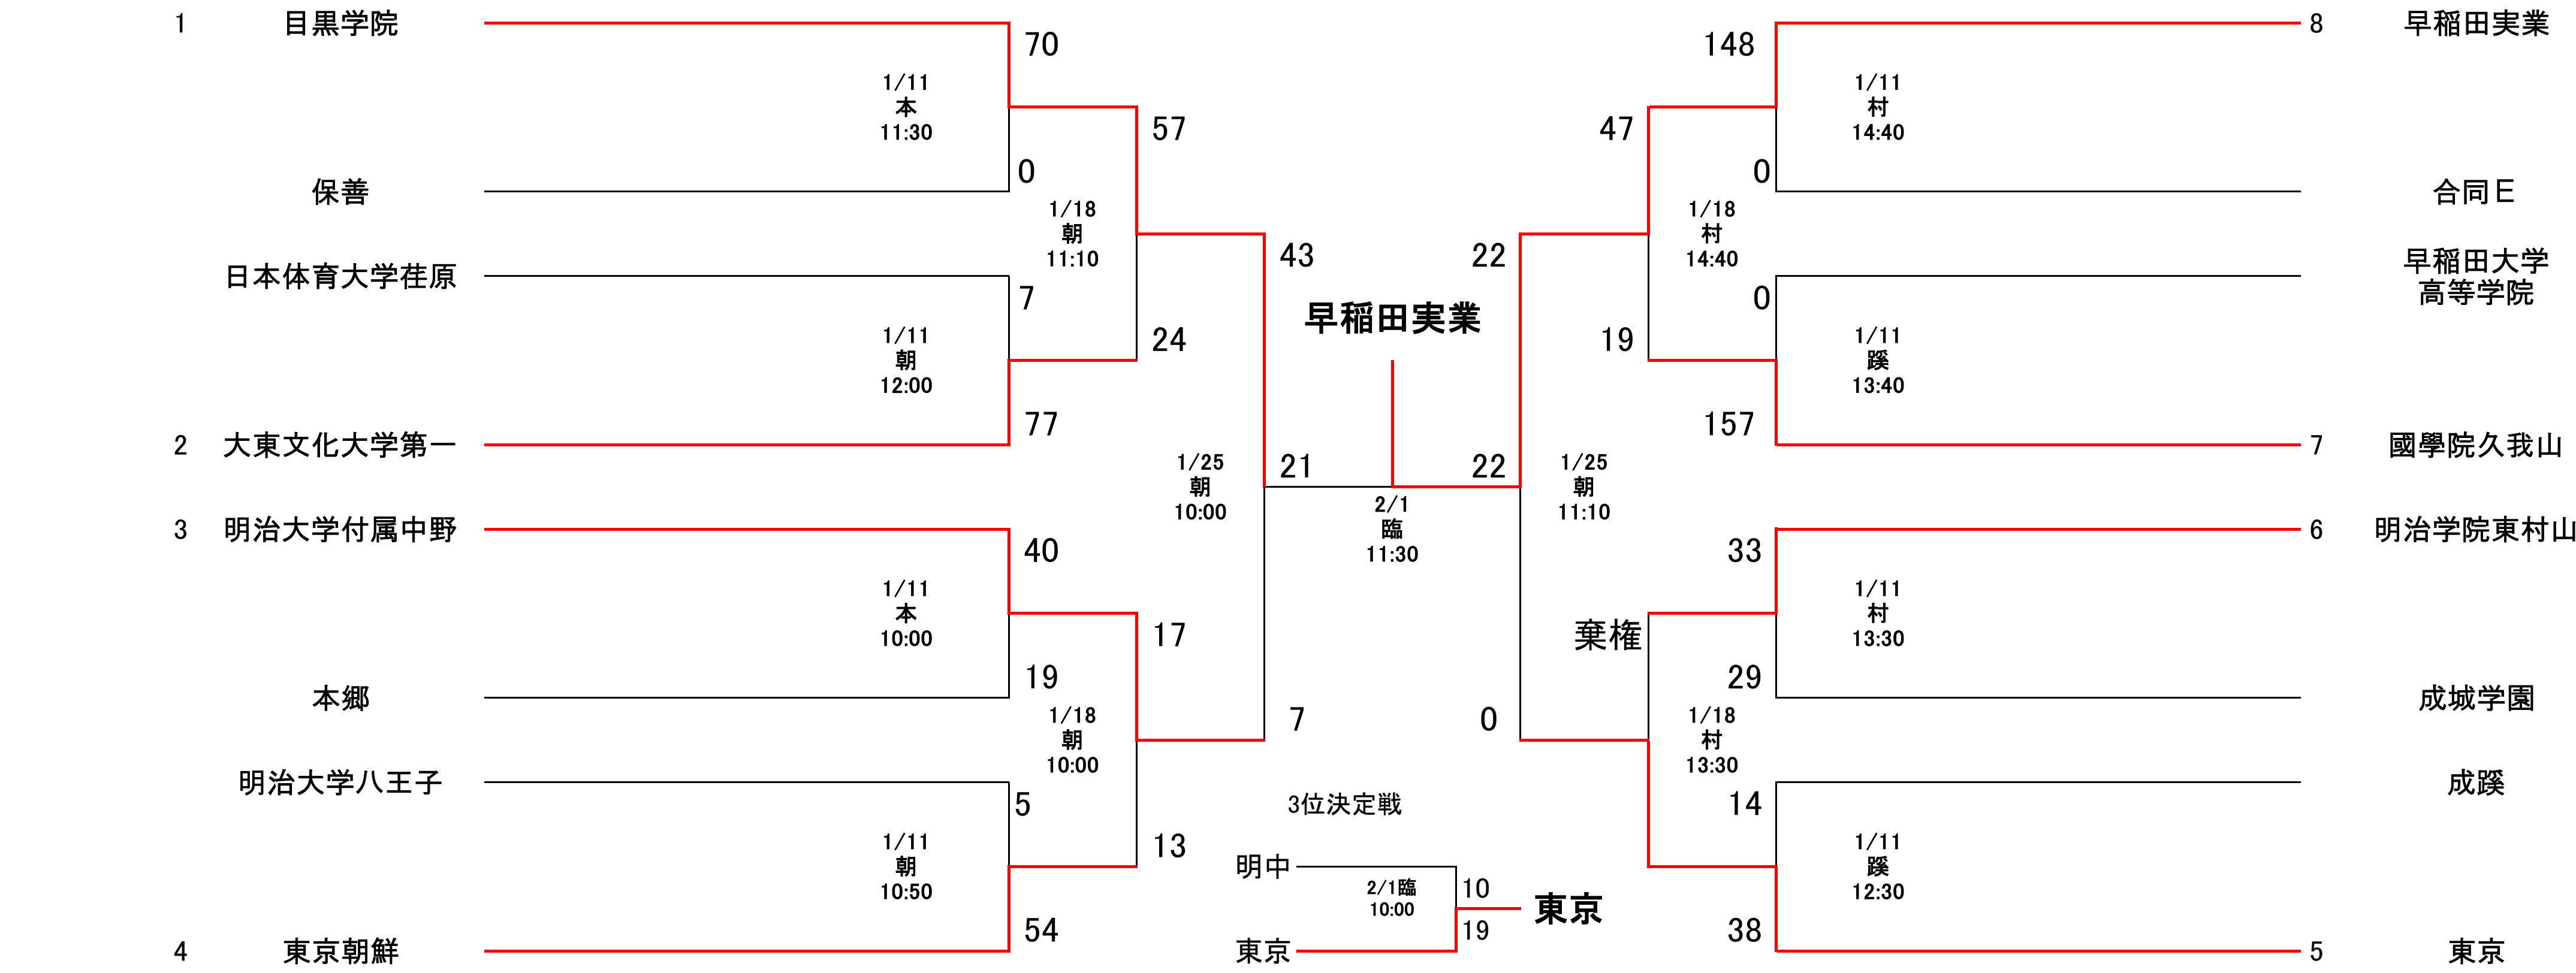 1 目黒学院 70 148 8 早稲田実業
1/11 1/11
本 57 47 村
11:30 14:40
0 0
保善 合同E
1/18 1/18
朝 村
11:10 43 22 14:40
日本体育大学荏原 早稲田大学
高等学院
7 0
早稲田実業
1/11 24 19 1/11
朝 蹊
12:00 13:40
77 157
2 大東文化大学第一 7 國學院久我山
1/25 21 22 1/25
朝 朝
10:00 11:10
2/1
臨
11:30
3 明治大学付属中野 6 明治学院東村山
40 33
1/11 1/11
本 17 棄権 村
10:00 13:30
19 29
本郷 成城学園
1/18 7 0 1/18
朝 村
10:00 13:30
明治大学八王子 成蹊
5 3位決定戦 14
1/11 13 1/11
朝 蹊
10:50 12:30
明中
2/1臨 10
10:00
東京
54 19 38
4 東京朝鮮 東京 5 東京